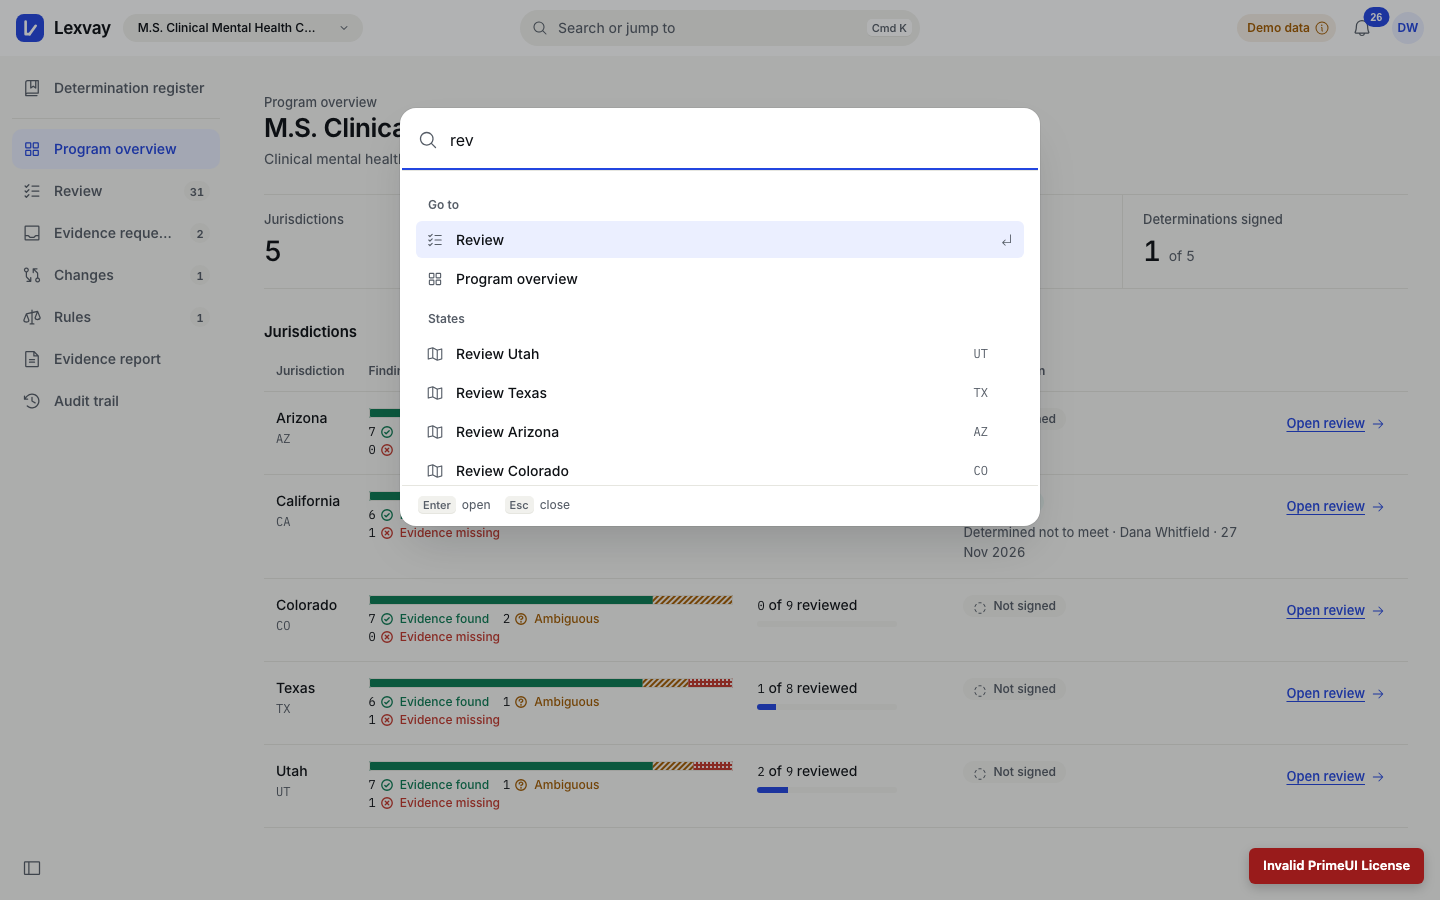 Lexvay
M.S. Clinical Mental Health C...
Search or jump to
Cmd K
Demo data
26
DW
Determination register
Program overview
Review 31
Evidence reque... 2
Changes 1
Rules 1
Evidence report
Audit trail
Program overview
M.S. Clinica
Clinical mental healt
Jurisdictions
5
Determinations signed
1 of 5
rev
Go to
Review
Program overview
States
Review Utah UT
Review Texas TX
Review Arizona AZ
Review Colorado CO
Enter open Esc close
Jurisdictions
Jurisdiction
Arizona
AZ
7
0
Open review
California
CA
6
1 Evidence missing
Determined not to meet · Dana Whitfield · 27
Nov 2026
Open review
Colorado
CO
7 Evidence found 2 Ambiguous
0 Evidence missing
0 of 9 reviewed
Not signed
Open review
Texas
TX
6 Evidence found 1 Ambiguous
1 Evidence missing
1 of 8 reviewed
Not signed
Open review
Utah
UT
7 Evidence found 1 Ambiguous
1 Evidence missing
2 of 9 reviewed
Not signed
Open review
Invalid PrimeUI License